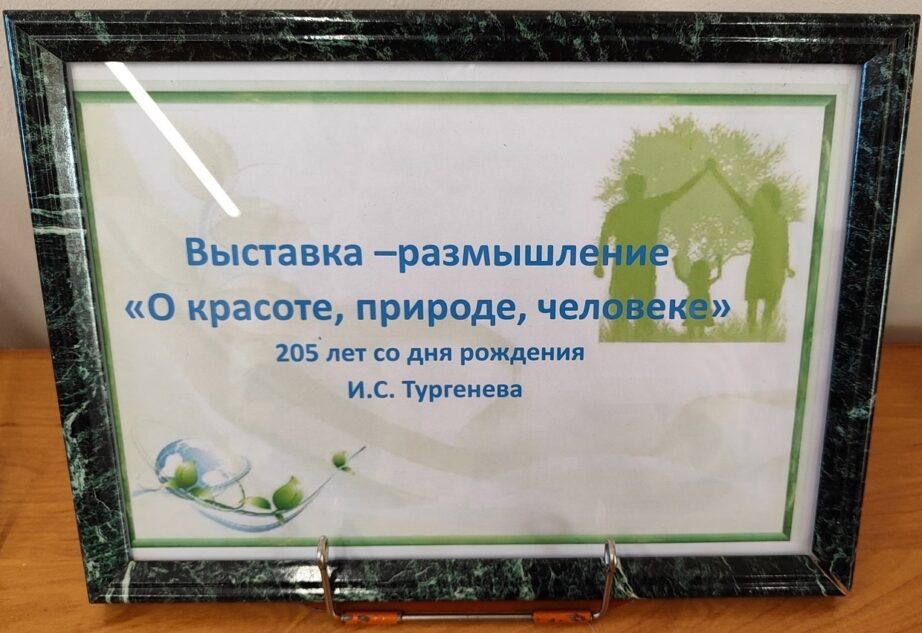 Выставка –размышление
«О красоте, природе, человеке»
205 лет со дня рождения
И.С. Тургенева